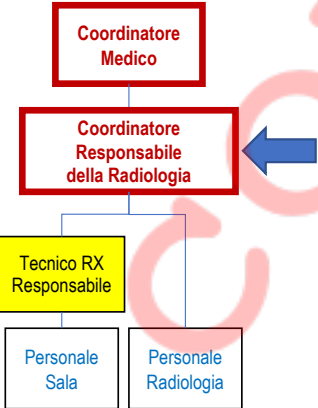 Coordinatore
Medico
Coordinatore
Responsabile
della Radiologia
Tecnico RX
Responsabile
Personale
Sala
Personale
Radiologia